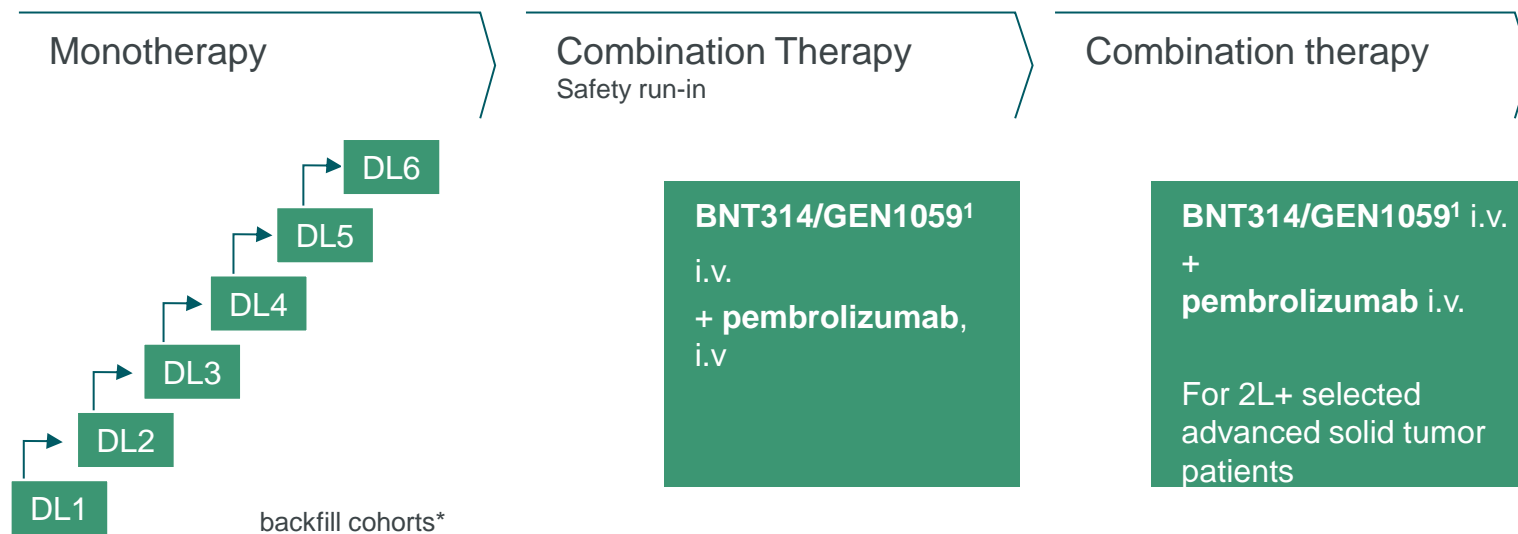 Monotherapy
Combination Therapy
Safety run-in
Combination therapy
DL6
DL5
DL4
DL3
DL2
DL1
backfill cohorts*
BNT314/GEN1059¹
i.v.
+ pembrolizumab,
i.v
BNT314/GEN1059¹ i.v.
+
pembrolizumab i.v.
For 2L+ selected
advanced solid tumor
patients